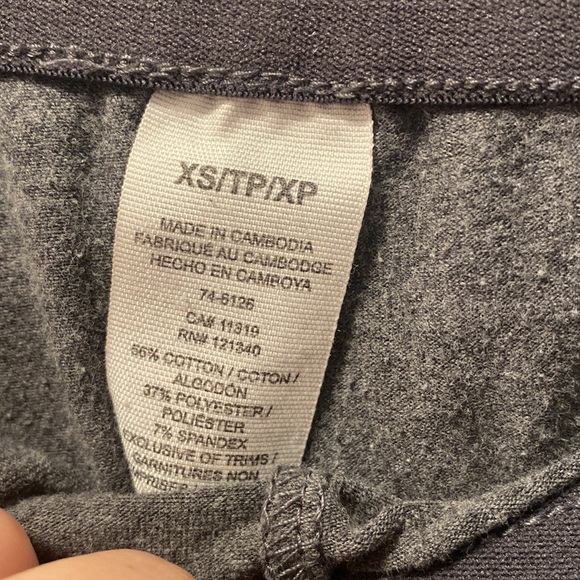 XS/TP/XP
MADE IN CAMBODIA
FABRIQUÉ AU CAMBODGE
HECHO EN CAMBOYA
74-6126
CA# 11319
RN# 121340
56% COTTON / COTON /
ALGODÓN
37% POLYESTER /
POLIESTER
7% SPANDEX
EXCLUSIVE OF TRIMS /
GARNITURES NON